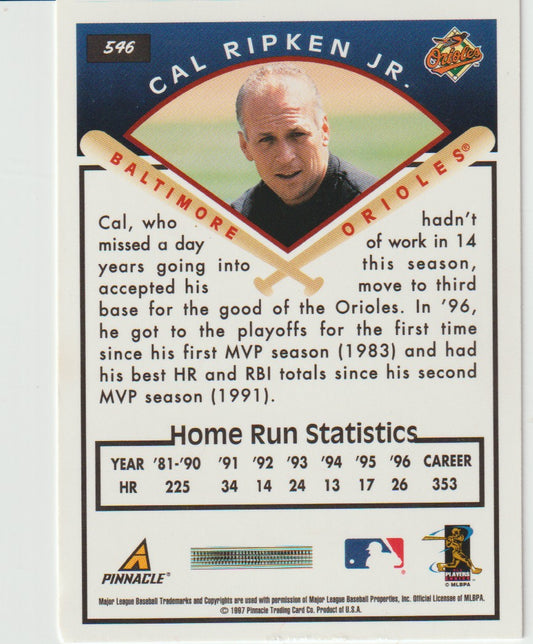 546
CAL RIPKEN JR.
Orioles
BALTIMORE ORIOLES®
Cal, who hadn't
missed a day of work in 14
years going into this season,
accepted his move to third
base for the good of the Orioles. In '96,
he got to the playoffs for the first time
since his first MVP season (1983) and had
his best HR and RBI totals since his second
MVP season (1991).
Home Run Statistics
YEAR '81-'90 '91 '92 '93 '94 '95 '96 CAREER
HR 225 34 14 24 13 17 26 353
PINNACLE®
PLAYERS
© MLBPA
Major League Baseball Trademarks and Copyrights are used with permission of Major League Baseball Properties, Inc. Official Licensee of MLBPA.
© 1997 Pinnacle Trading Card Co. Product of U.S.A.